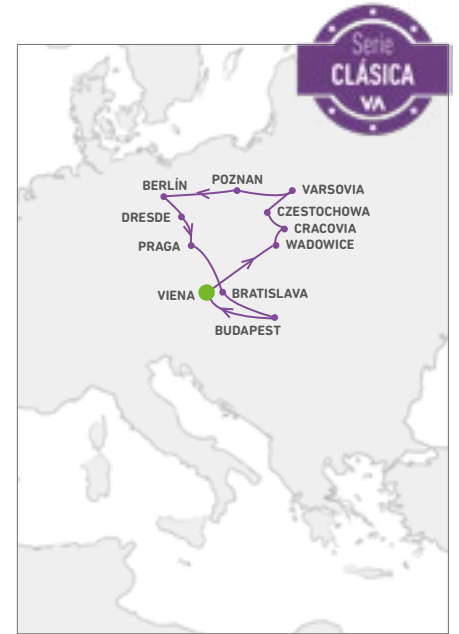 Serie
CLÁSICA
VA
POZNAN
BERLÍN
VARSOVIA
DRESDE
CZESTOCHOWA
CRACOVIA
PRAGA
WADOWICE
VIENA
BRATISLAVA
BUDAPEST